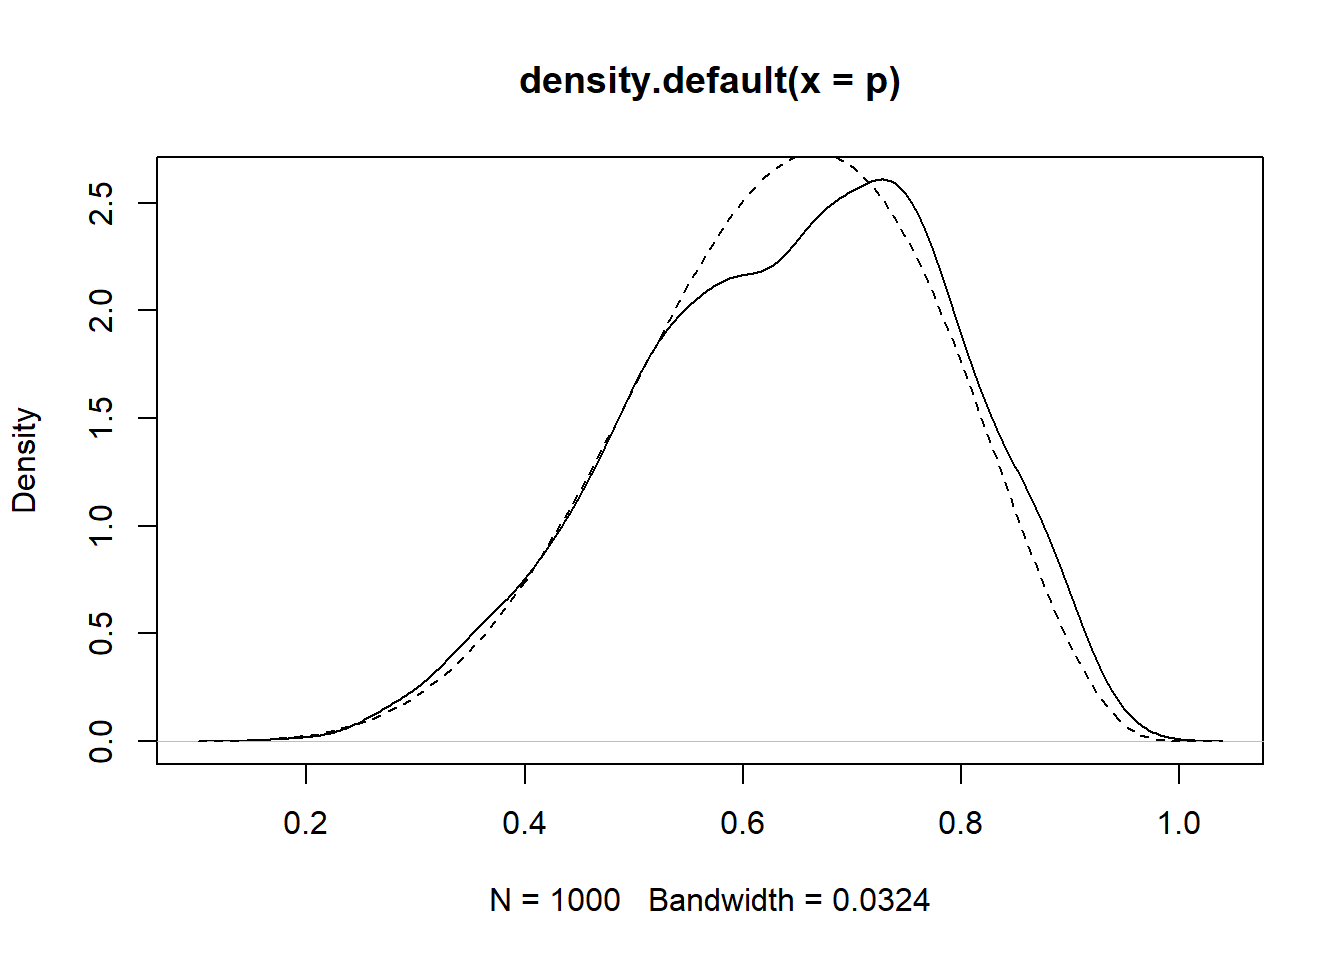 density.default(x = p)
Density
0.0 0.5 1.0 1.5 2.0 2.5
0.2 0.4 0.6 0.8 1.0
N = 1000 Bandwidth = 0.0324